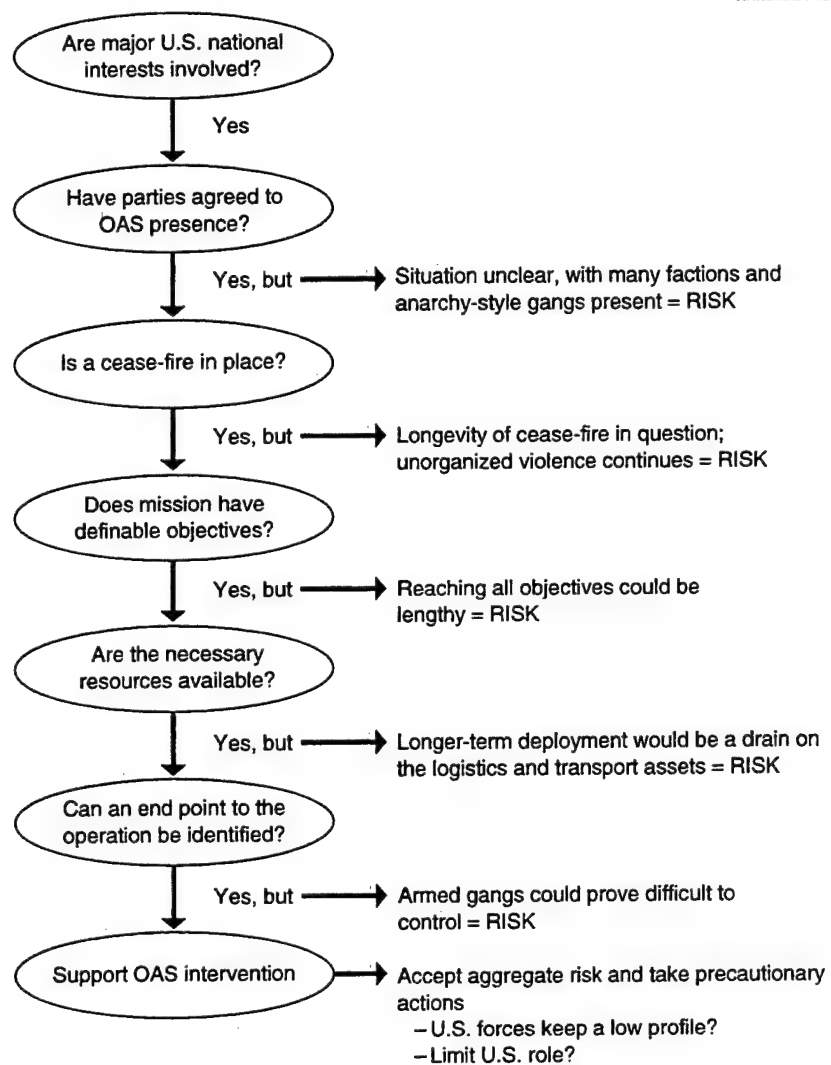 Are major U.S. national
interests involved?
Yes
Have parties agreed to
OAS presence?
Yes, but
Situation unclear, with many factions and
anarchy-style gangs present = RISK
Is a cease-fire in place?
Yes, but
Longevity of cease-fire in question;
unorganized violence continues = RISK
Does mission have
definable objectives?
Yes, but
Reaching all objectives could be
lengthy = RISK
Are the necessary
resources available?
Yes, but
Longer-term deployment would be a drain on
the logistics and transport assets = RISK
Can an end point to the
operation be identified?
Yes, but
Armed gangs could prove difficult to
control = RISK
Support OAS intervention
Accept aggregate risk and take precautionary
actions
– U.S. forces keep a low profile?
– Limit U.S. role?